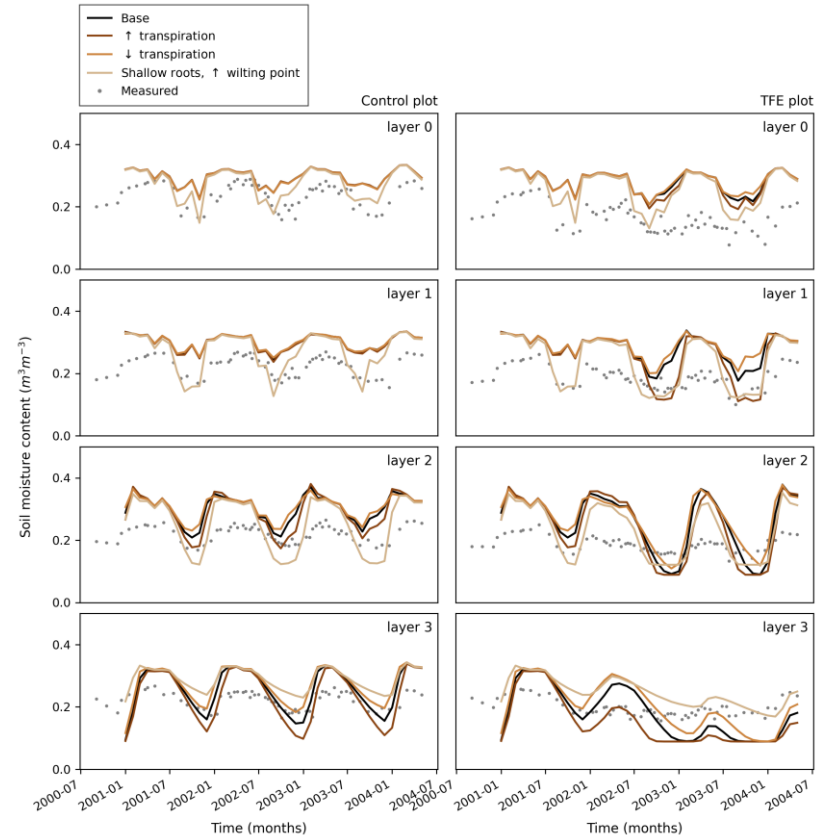 Base
↑ transpiration
↓ transpiration
Shallow roots, ↑ wilting point
Measured
Control plot
TFE plot
layer 0
layer 0
0.4
0.2
0.0
layer 1
layer 1
0.4
0.2
0.0
layer 2
layer 2
0.4
0.2
0.0
layer 3
layer 3
0.4
0.2
0.0
Soil moisture content (m³m⁻³)
2000-07
2001-01
2001-07
2002-01
2002-07
2003-01
2003-07
2004-01
2004-07
2000-07
2001-01
2001-07
2002-01
2002-07
2003-01
2003-07
2004-01
2004-07
Time (months)
Time (months)